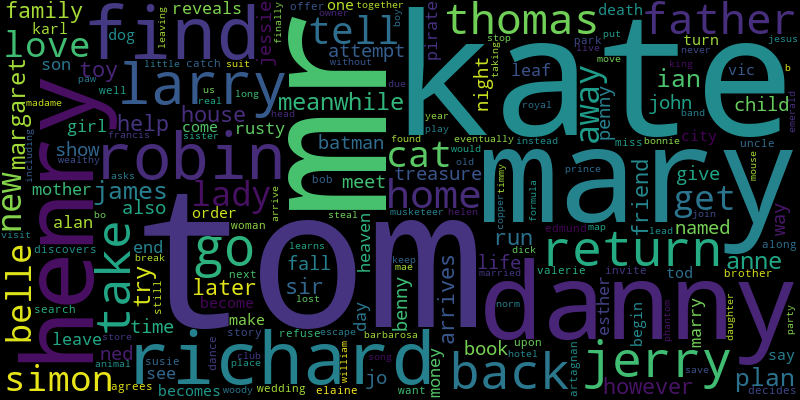 family
karl
reveals
find
leaving
dog
jessie
tell
one
offer
owner
together
finally
pirate
thomas
death
father
love
son
toy
little
catch
suit
larry
attempt
boy
without
night
stop
taking
leaf
ian
park
live
put
move
turn
vic
never
jesus
king
b
new
margaret
paw
well
us
real
long
mr
meanwhile
due
kate
away
penny
john
child
band
emerald
madame
girl
help
house
come
rusty
head
year
play
royal
city
henry
including
show
francis
sister
robin
batman
cat
found
eventually
would
instead
miss
bonnie
uncle
mother
wealthy
asks
bob
meet
treasure
old
timmy
copper
formula
prince
mary
mouse
james
lady
steal
musketeer
helen
home
friend
give
get
belle
alan
also
bo
order
woman
arrive
heaven
run
edmund
map
join
lead
named
way
visit
discovers
take
end
break
try
still
tom
go
learns
fall
life
dick
return
anne
along
search
later
next
sir
lost
keep
mae
married
arrives
valerie
invite
tod
brother
leave
time
become
make
day
benny
danny
norm
esther
begin
marry
phantom
daughter
party
store
ned
richard
dance
story
refuse
escape
barbarosa
book
upon
hotel
artagnan
jerry
save
say
animal
susie
see
club
place
william
song
money
back
however
plan
simon
agrees
becomes
woody
wedding
elaine
jo
want
decides